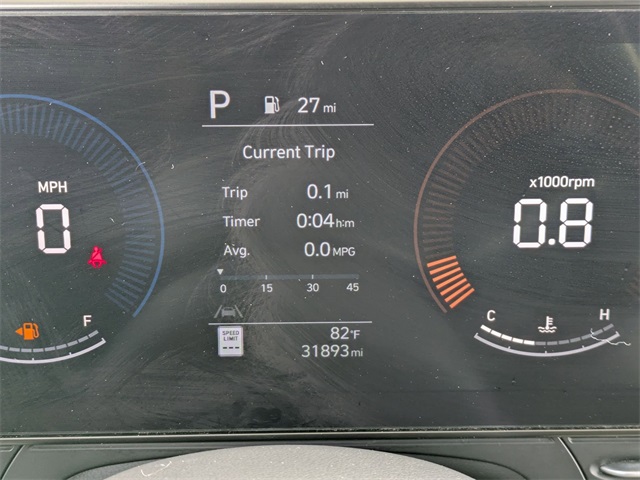 P 27 mi
Current Trip
MPH
0
Trip 0.1 mi
Timer 0:04 h:m
Avg. 0.0 MPG
0 15 30 45
x1000rpm
0.8
F
C H
SPEED
LIMIT
---
82°F
31893 mi